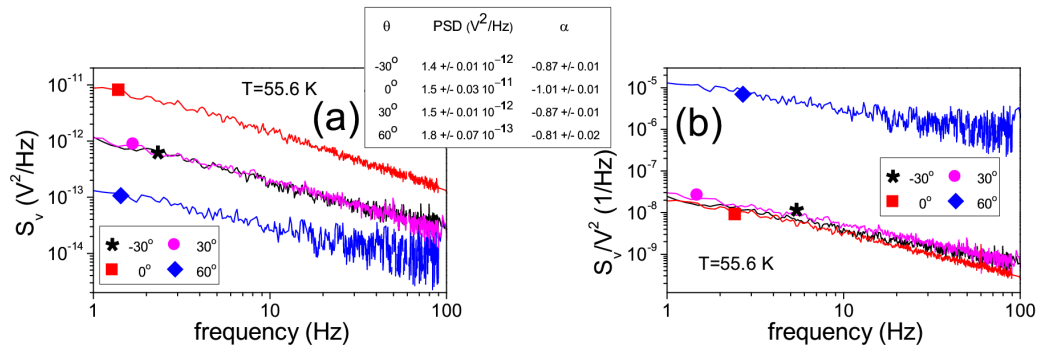 θ PSD (V²/Hz) α
-30° 1.4 +/- 0.01 10⁻¹² -0.87 +/- 0.01
0° 1.5 +/- 0.03 10⁻¹¹ -1.01 +/- 0.01
30° 1.5 +/- 0.01 10⁻¹² -0.87 +/- 0.01
60° 1.8 +/- 0.07 10⁻¹³ -0.81 +/- 0.02
Sᵥ (V²/Hz)
10⁻¹¹
10⁻¹²
10⁻¹³
10⁻¹⁴
T=55.6 K
(a)
-30° 30°
0° 60°
1 10 100
frequency (Hz)
Sᵥ/V² (1/Hz)
10⁻⁵
10⁻⁶
10⁻⁷
10⁻⁸
10⁻⁹
(b)
-30° 30°
0° 60°
T=55.6 K
1 10 100
frequency (Hz)